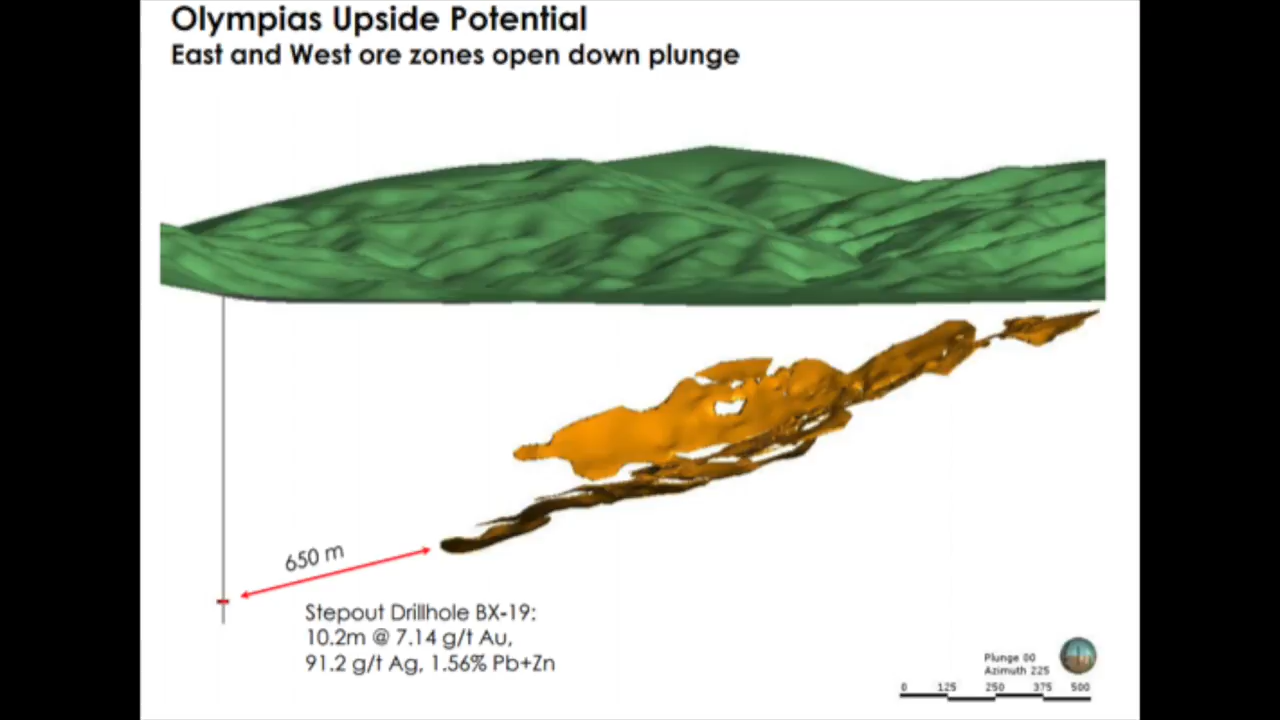 Olympias Upside Potential
East and West ore zones open down plunge
650 m
Stepout Drillhole BX-19:
10.2m @ 7.14 g/t Au,
91.2 g/t Ag, 1.56% Pb+Zn
Plunge 00
Azimuth 225
0 125 250 375 500